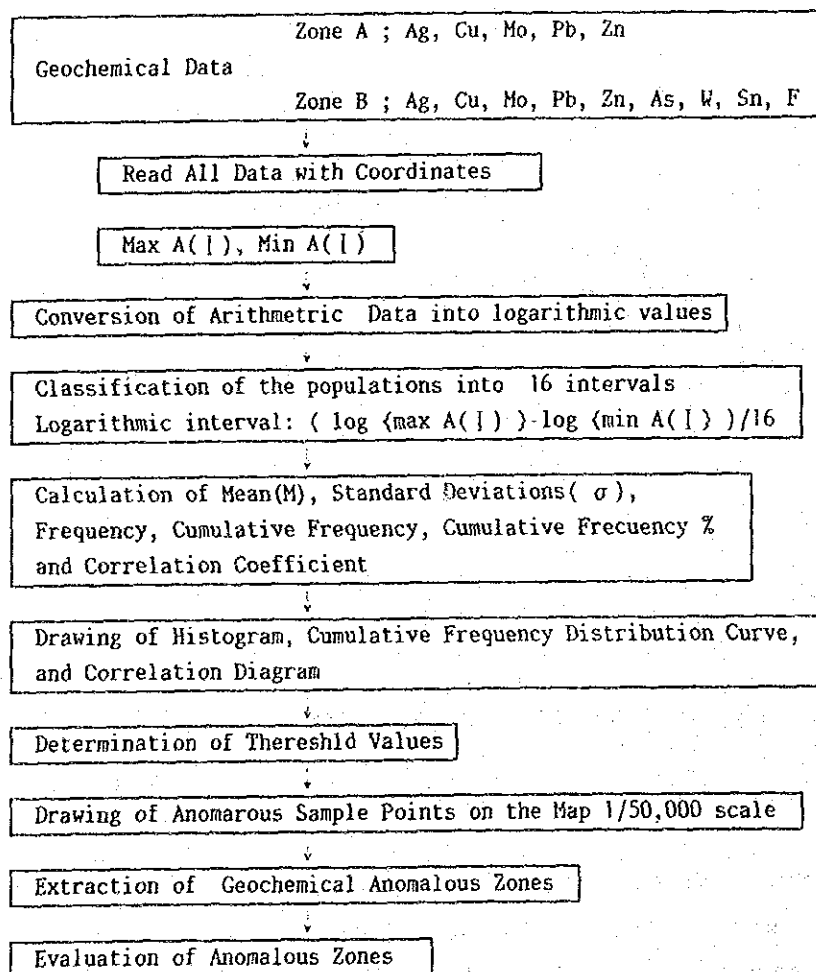 Zone A ; Ag, Cu, Mo, Pb, Zn
Geochemical Data
Zone B ; Ag, Cu, Mo, Pb, Zn, As, W, Sn, F
Read All Data with Coordinates
Max A( I ), Min A( I )
Conversion of Arithmetric Data into logarithmic values
Classification of the populations into 16 intervals
Logarithmic interval: ( log {max A( I ) }-log {min A( I } )/16
Calculation of Mean(M), Standard Deviations( σ),
Frequency, Cumulative Frequency, Cumulative Frecuency %
and Correlation Coefficient
Drawing of Histogram, Cumulative Frequency Distribution Curve,
and Correlation Diagram
Determination of Thereshld Values
Drawing of Anomarous Sample Points on the Map 1/50,000 scale
Extraction of Geochemical Anomalous Zones
Evaluation of Anomalous Zones